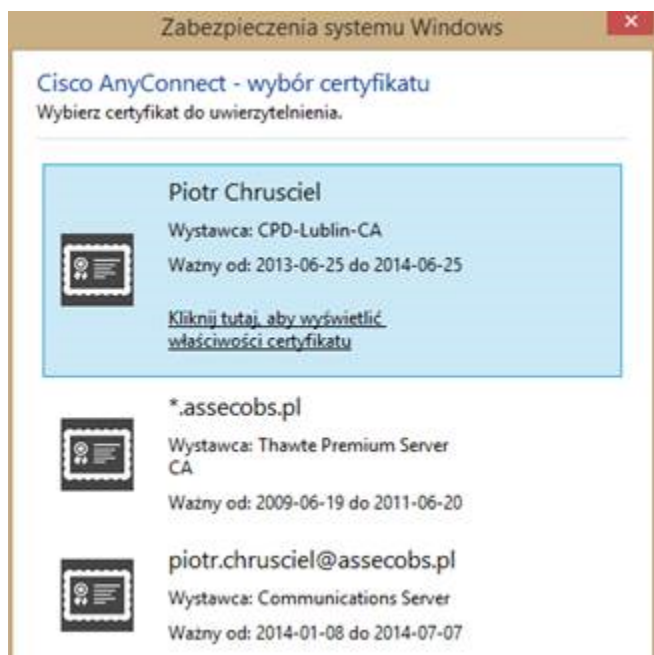 Zabezpieczenia systemu Windows
Cisco AnyConnect - wybór certyfikatu
Wybierz certyfikat do uwierzytelnienia.
Piotr Chrusciel
Wystawca: CPD-Lublin-CA
Ważny od: 2013-06-25 do 2014-06-25
Kliknij tutaj, aby wyświetlić
właściwości certyfikatu
*.assecobs.pl
Wystawca: Thawte Premium Server
CA
Ważny od: 2009-06-19 do 2011-06-20
piotr.chrusciel@assecobs.pl
Wystawca: Communications Server
Ważny od: 2014-01-08 do 2014-07-07